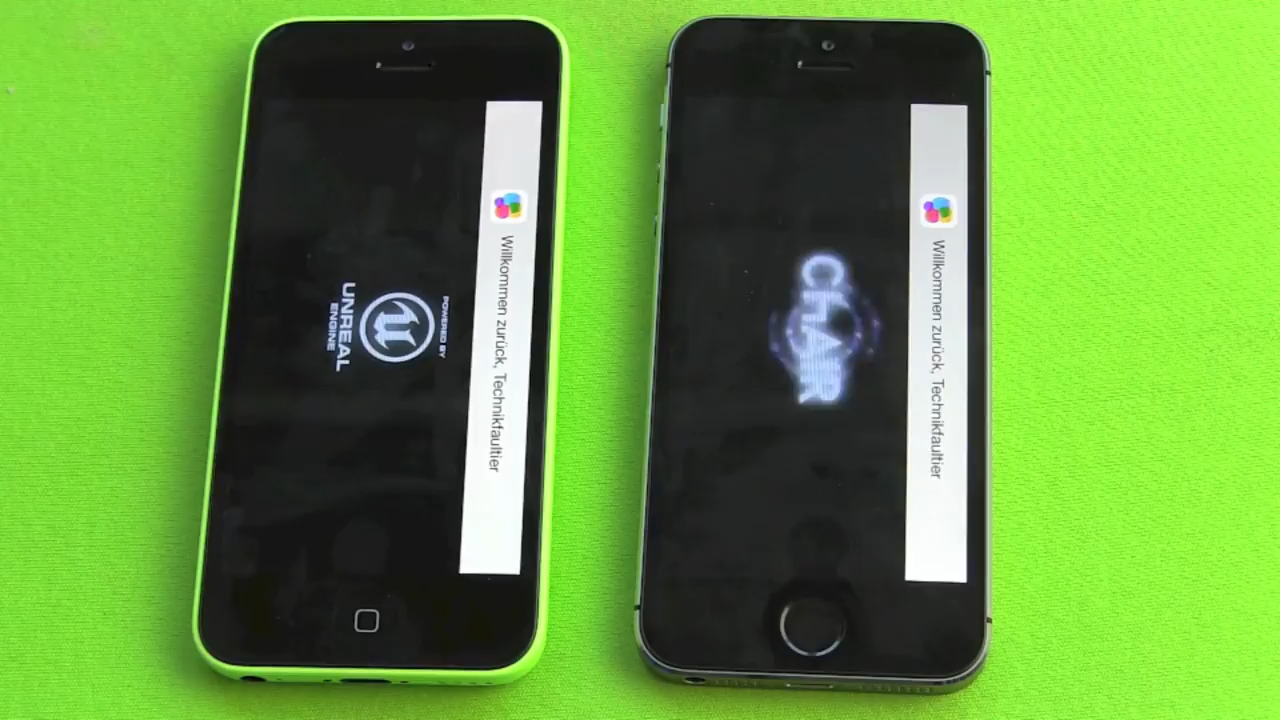 POWERED BY
UNREAL
ENGINE
Willkommen zurück, Technikfaultier
CHAIR
Willkommen zurück, Technikfaultier